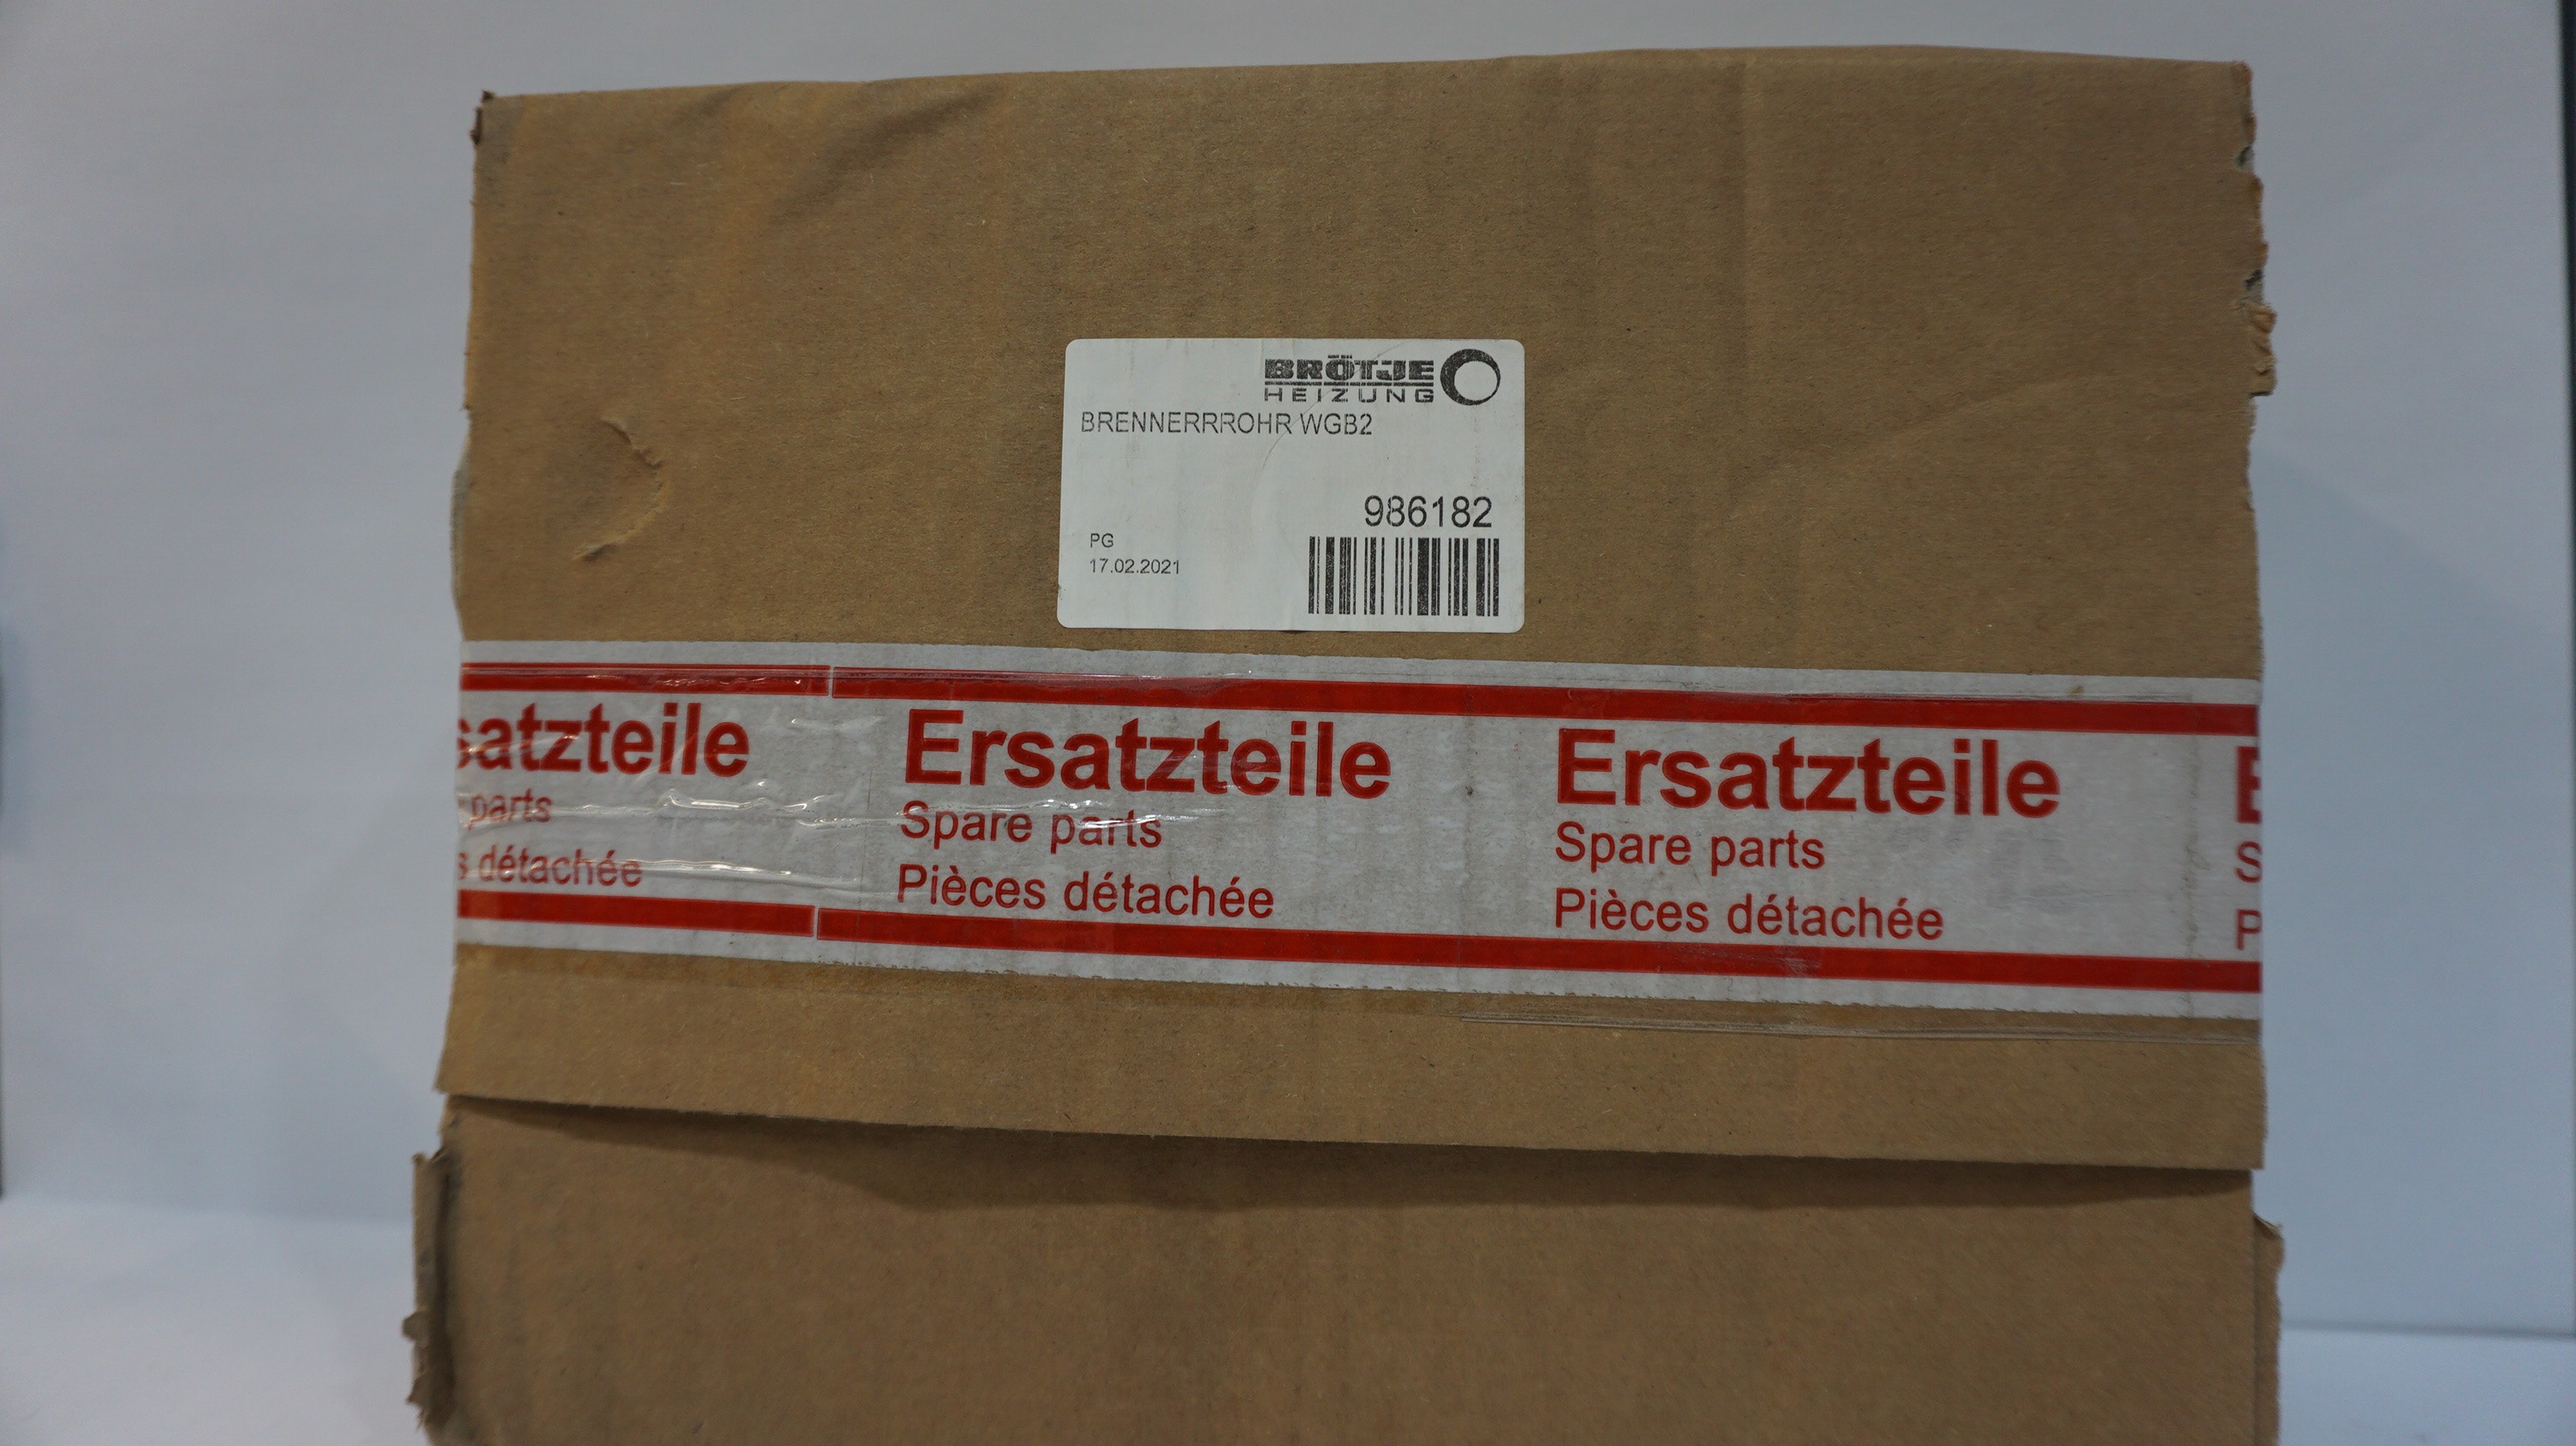 BRÖTJE
HEIZUNG
BRENNERRROHR WGB2
986182
PG
17.02.2021
satzteile
parts
s détachée
Ersatzteile
Spare parts
Pièces détachée
Ersatzteile
Spare parts
Pièces détachée
E
S
P